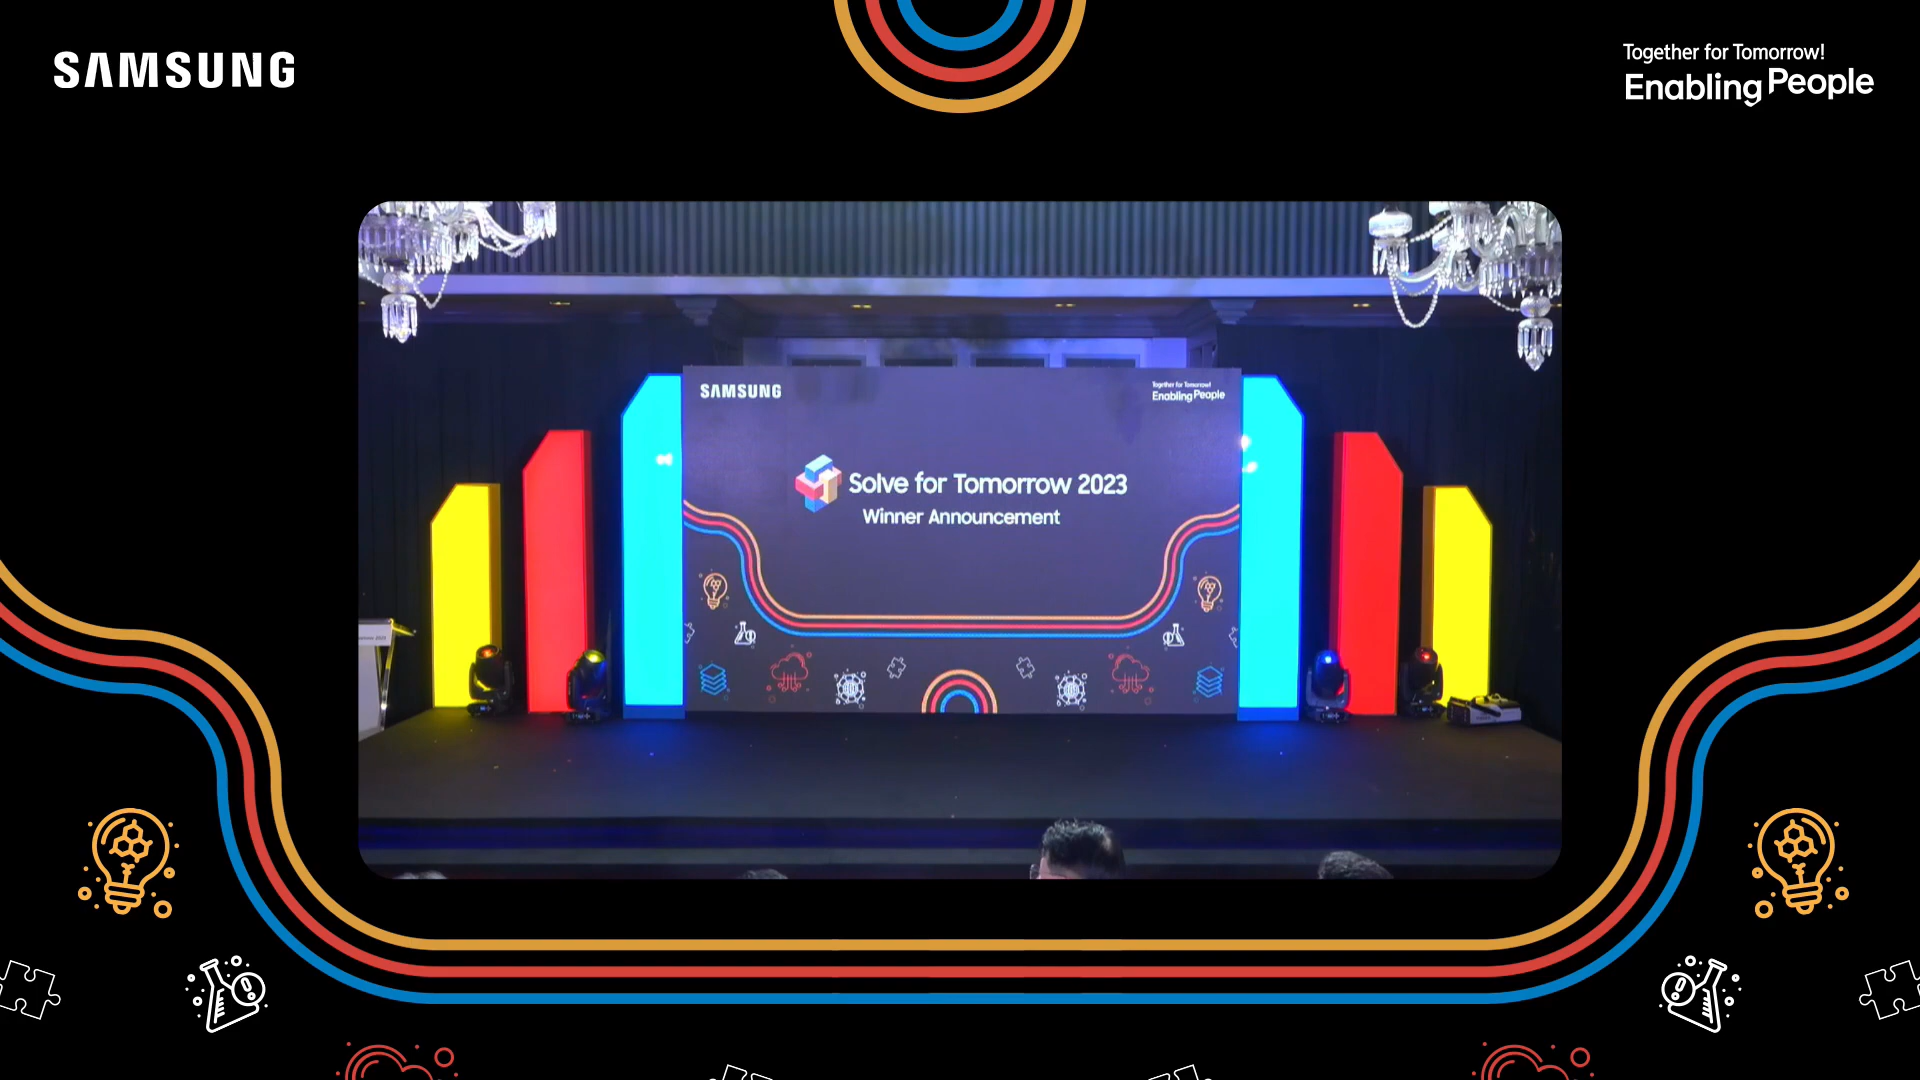 SAMSUNG
Together for Tomorrow!
Enabling People
SAMSUNG
Together for Tomorrow!
Enabling People
Solve for Tomorrow 2023
Winner Announcement